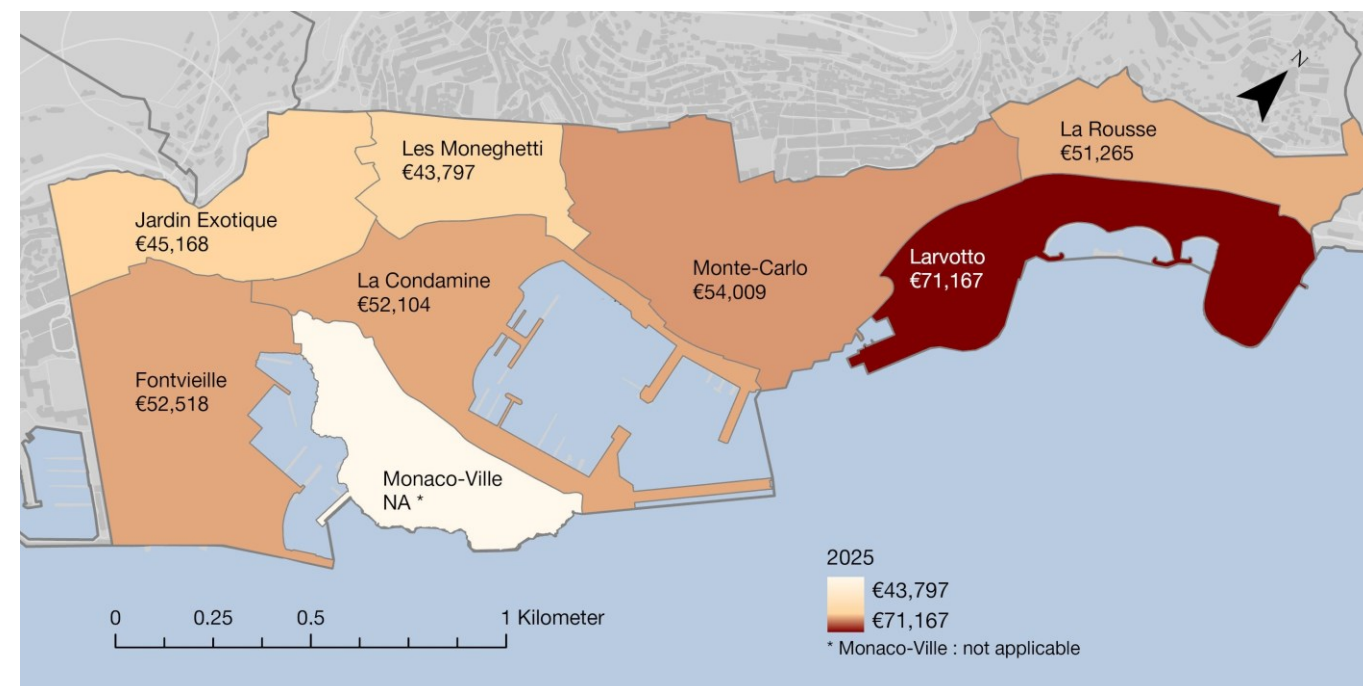 N
La Rousse
€51,265
Les Moneghetti
€43,797
Jardin Exotique
€45,168
Larvotto
€71,167
Monte-Carlo
€54,009
La Condamine
€52,104
Fontvieille
€52,518
Monaco-Ville
NA *
2025
€43,797
€71,167
* Monaco-Ville : not applicable
0 0.25 0.5 1 Kilometer